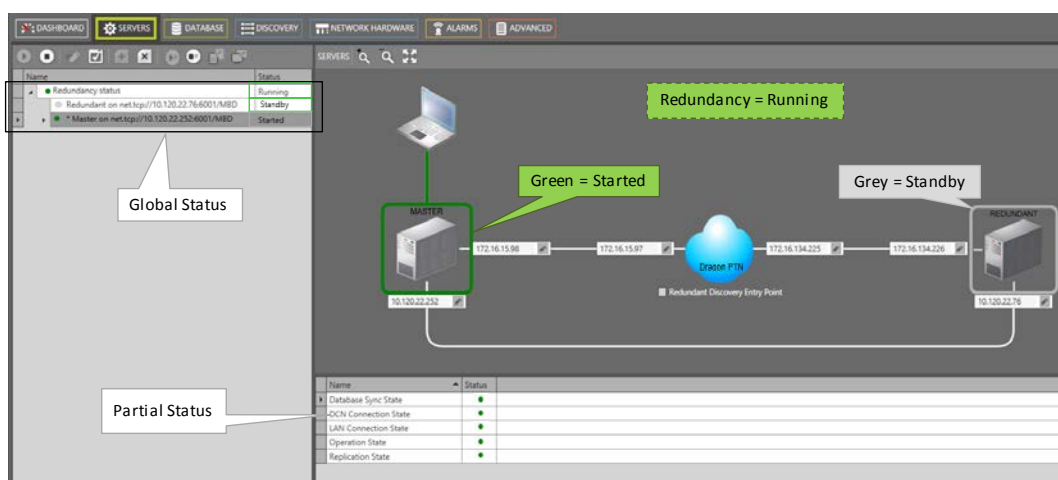 DASHBOARD SERVERS DATABASE DISCOVERY NETWORK HARDWARE ALARMS ADVANCED
SERVERS
Name Status
Redundancy status Running
Redundant on net.tcp://10.120.22.76:6001/MBD Standby
* Master on net.tcp://10.120.22.252:6001/MBD Started
Global Status
Redundancy = Running
Green = Started
Grey = Standby
MASTER
REDUNDANT
172.16.15.98
172.16.15.97
172.16.134.225
172.16.134.226
Dragon PTN
Redundant Discovery Entry Point
10.120.22.252
10.120.22.76
Partial Status
Name Status
Database Sync State
DCN Connection State
LAN Connection State
Operation State
Replication State